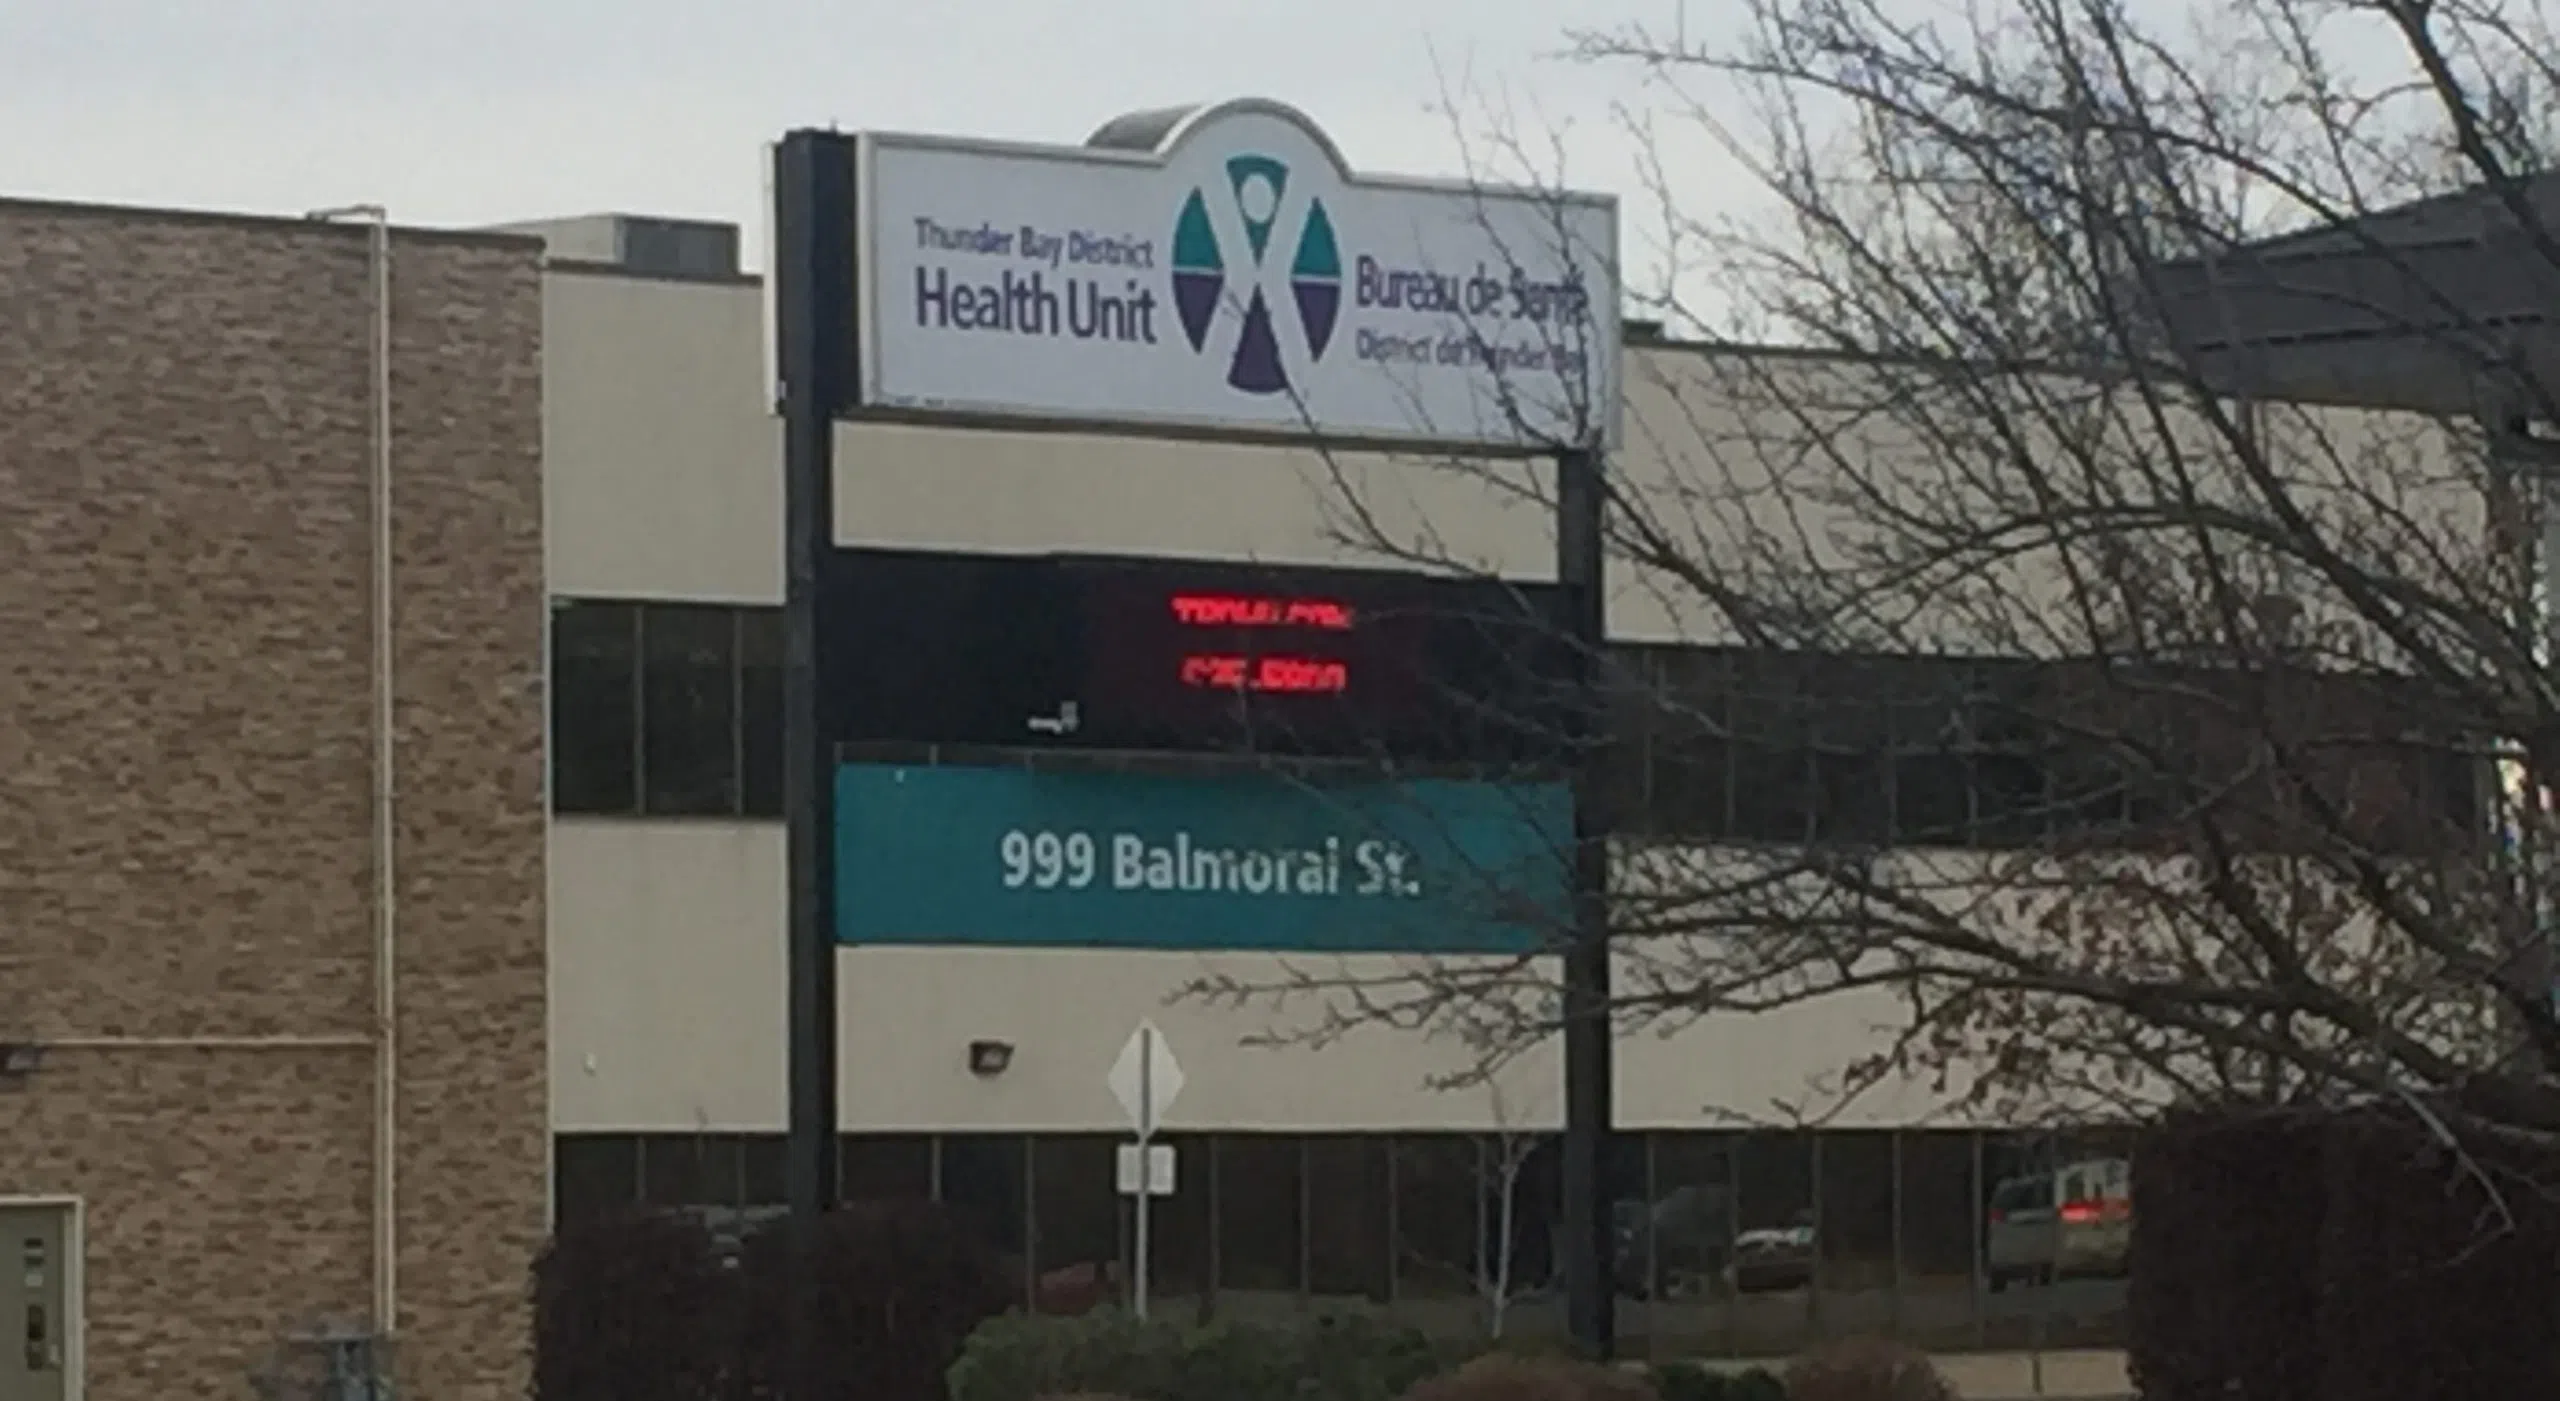 Thunder Bay District
Health Unit
Bureau de Santé
District de Thunder Bay
999 Balmoral St.